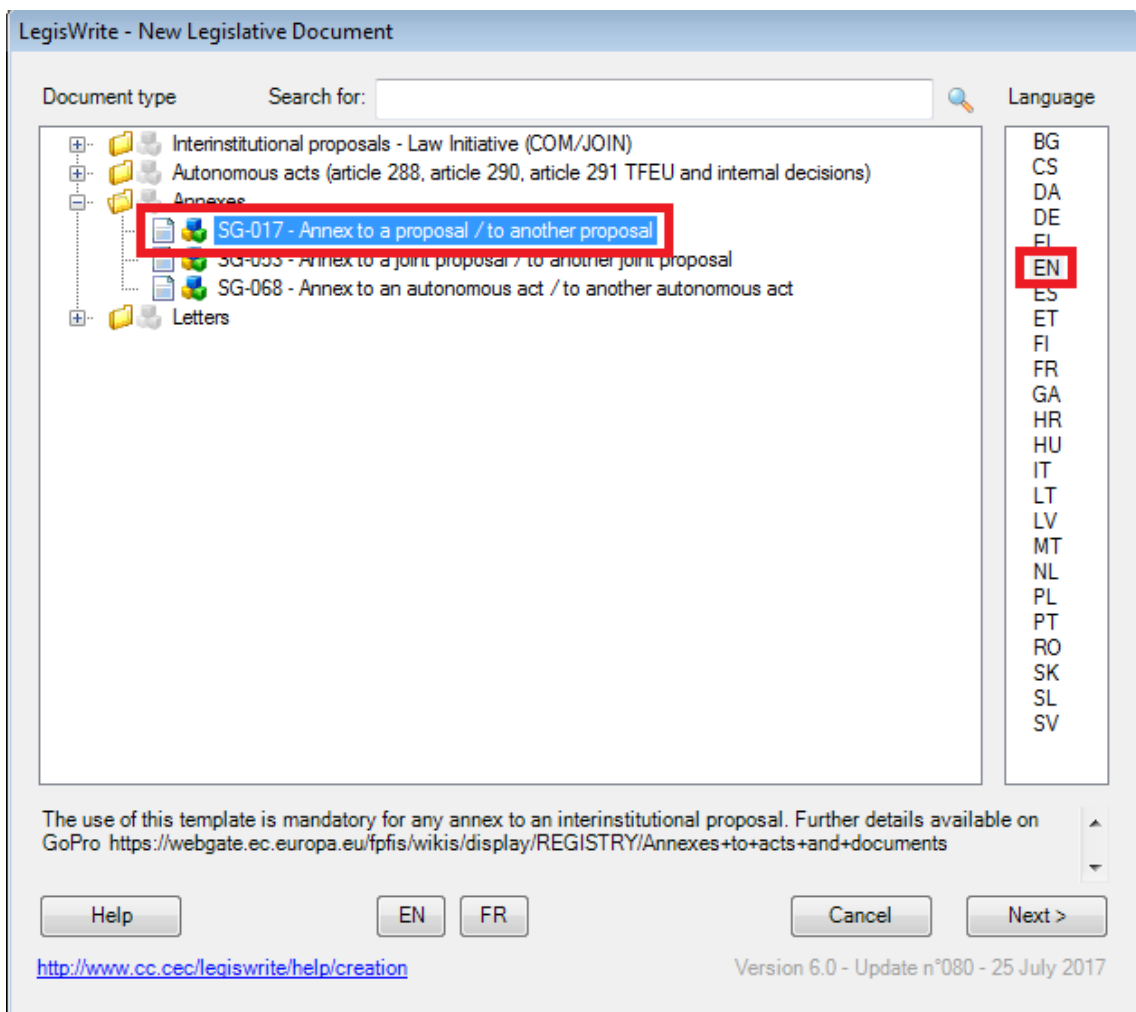 LegisWrite - New Legislative Document
Document type Search for: Language
Interinstitutional proposals - Law Initiative (COM/JOIN)
Autonomous acts (article 288, article 290, article 291 TFEU and internal decisions)
Annexes
SG-017 - Annex to a proposal / to another proposal
SG-053 - Annex to a joint proposal / to another joint proposal
SG-068 - Annex to an autonomous act / to another autonomous act
Letters
BG
CS
DA
DE
EL
EN
ES
ET
FI
FR
GA
HR
HU
IT
LT
LV
MT
NL
PL
PT
RO
SK
SL
SV
The use of this template is mandatory for any annex to an interinstitutional proposal. Further details available on
GoPro https://webgate.ec.europa.eu/fpfis/wikis/display/REGISTRY/Annexes+to+acts+and+documents
Help EN FR Cancel Next >
http://www.cc.cec/legiswrite/help/creation Version 6.0 - Update n°080 - 25 July 2017